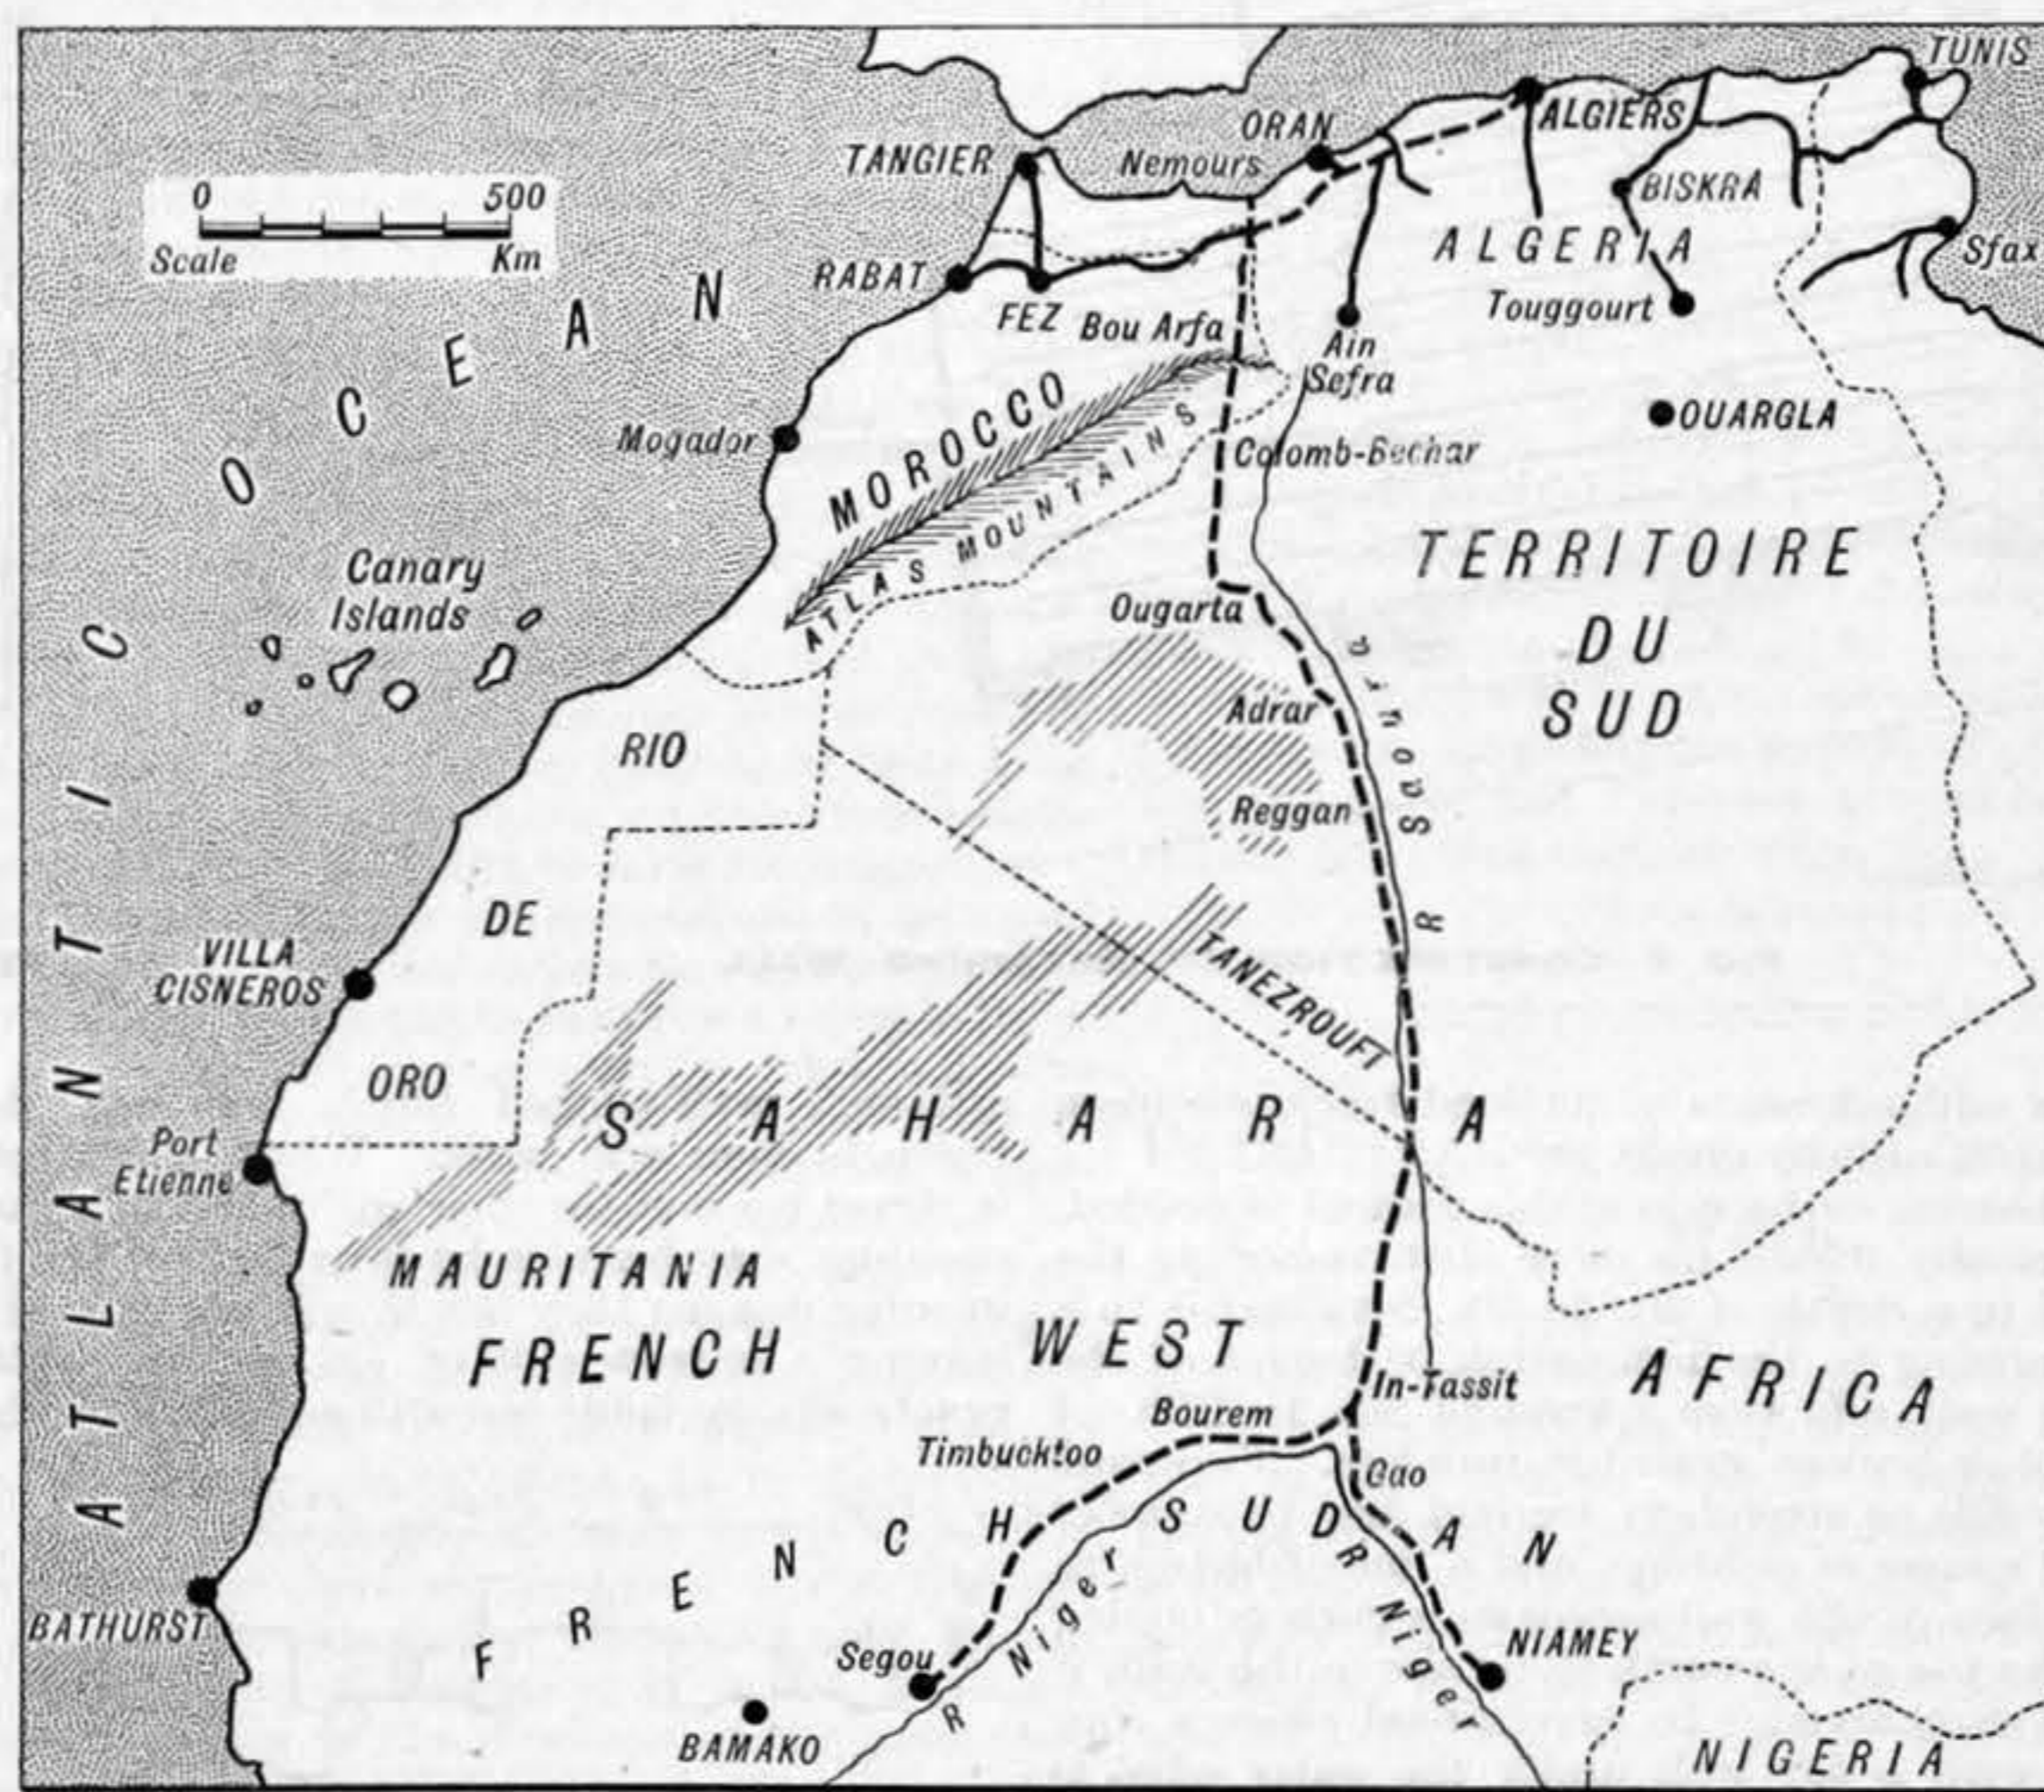 TUNIS
ALGIERS
ORAN
Nemours
TANGIER
BISKRA
0 500
Scale Km
ALGERIA
Sfax
RABAT
FEZ
Bou Arfa
Touggourt
Ain
Sefra
OUARGLA
MOROCCO
Mogador
ATLAS MOUNTAINS
Colomb-Bechar
ATLANTIC OCEAN
Canary
Islands
TERRITOIRE
DU
SUD
Ougarta
Adrar
R Saoura
Reggan
RIO
DE
ORO
VILLA
CISNEROS
TANEZROUFT
SAHARA
Port
Etienne
MAURITANIA
FRENCH WEST AFRICA
In-Tassit
Bourem
Timbucktoo
Gao
FRENCH SUDAN
R Niger
R Niger
BATHURST
Segou
NIAMEY
BAMAKO
NIGERIA